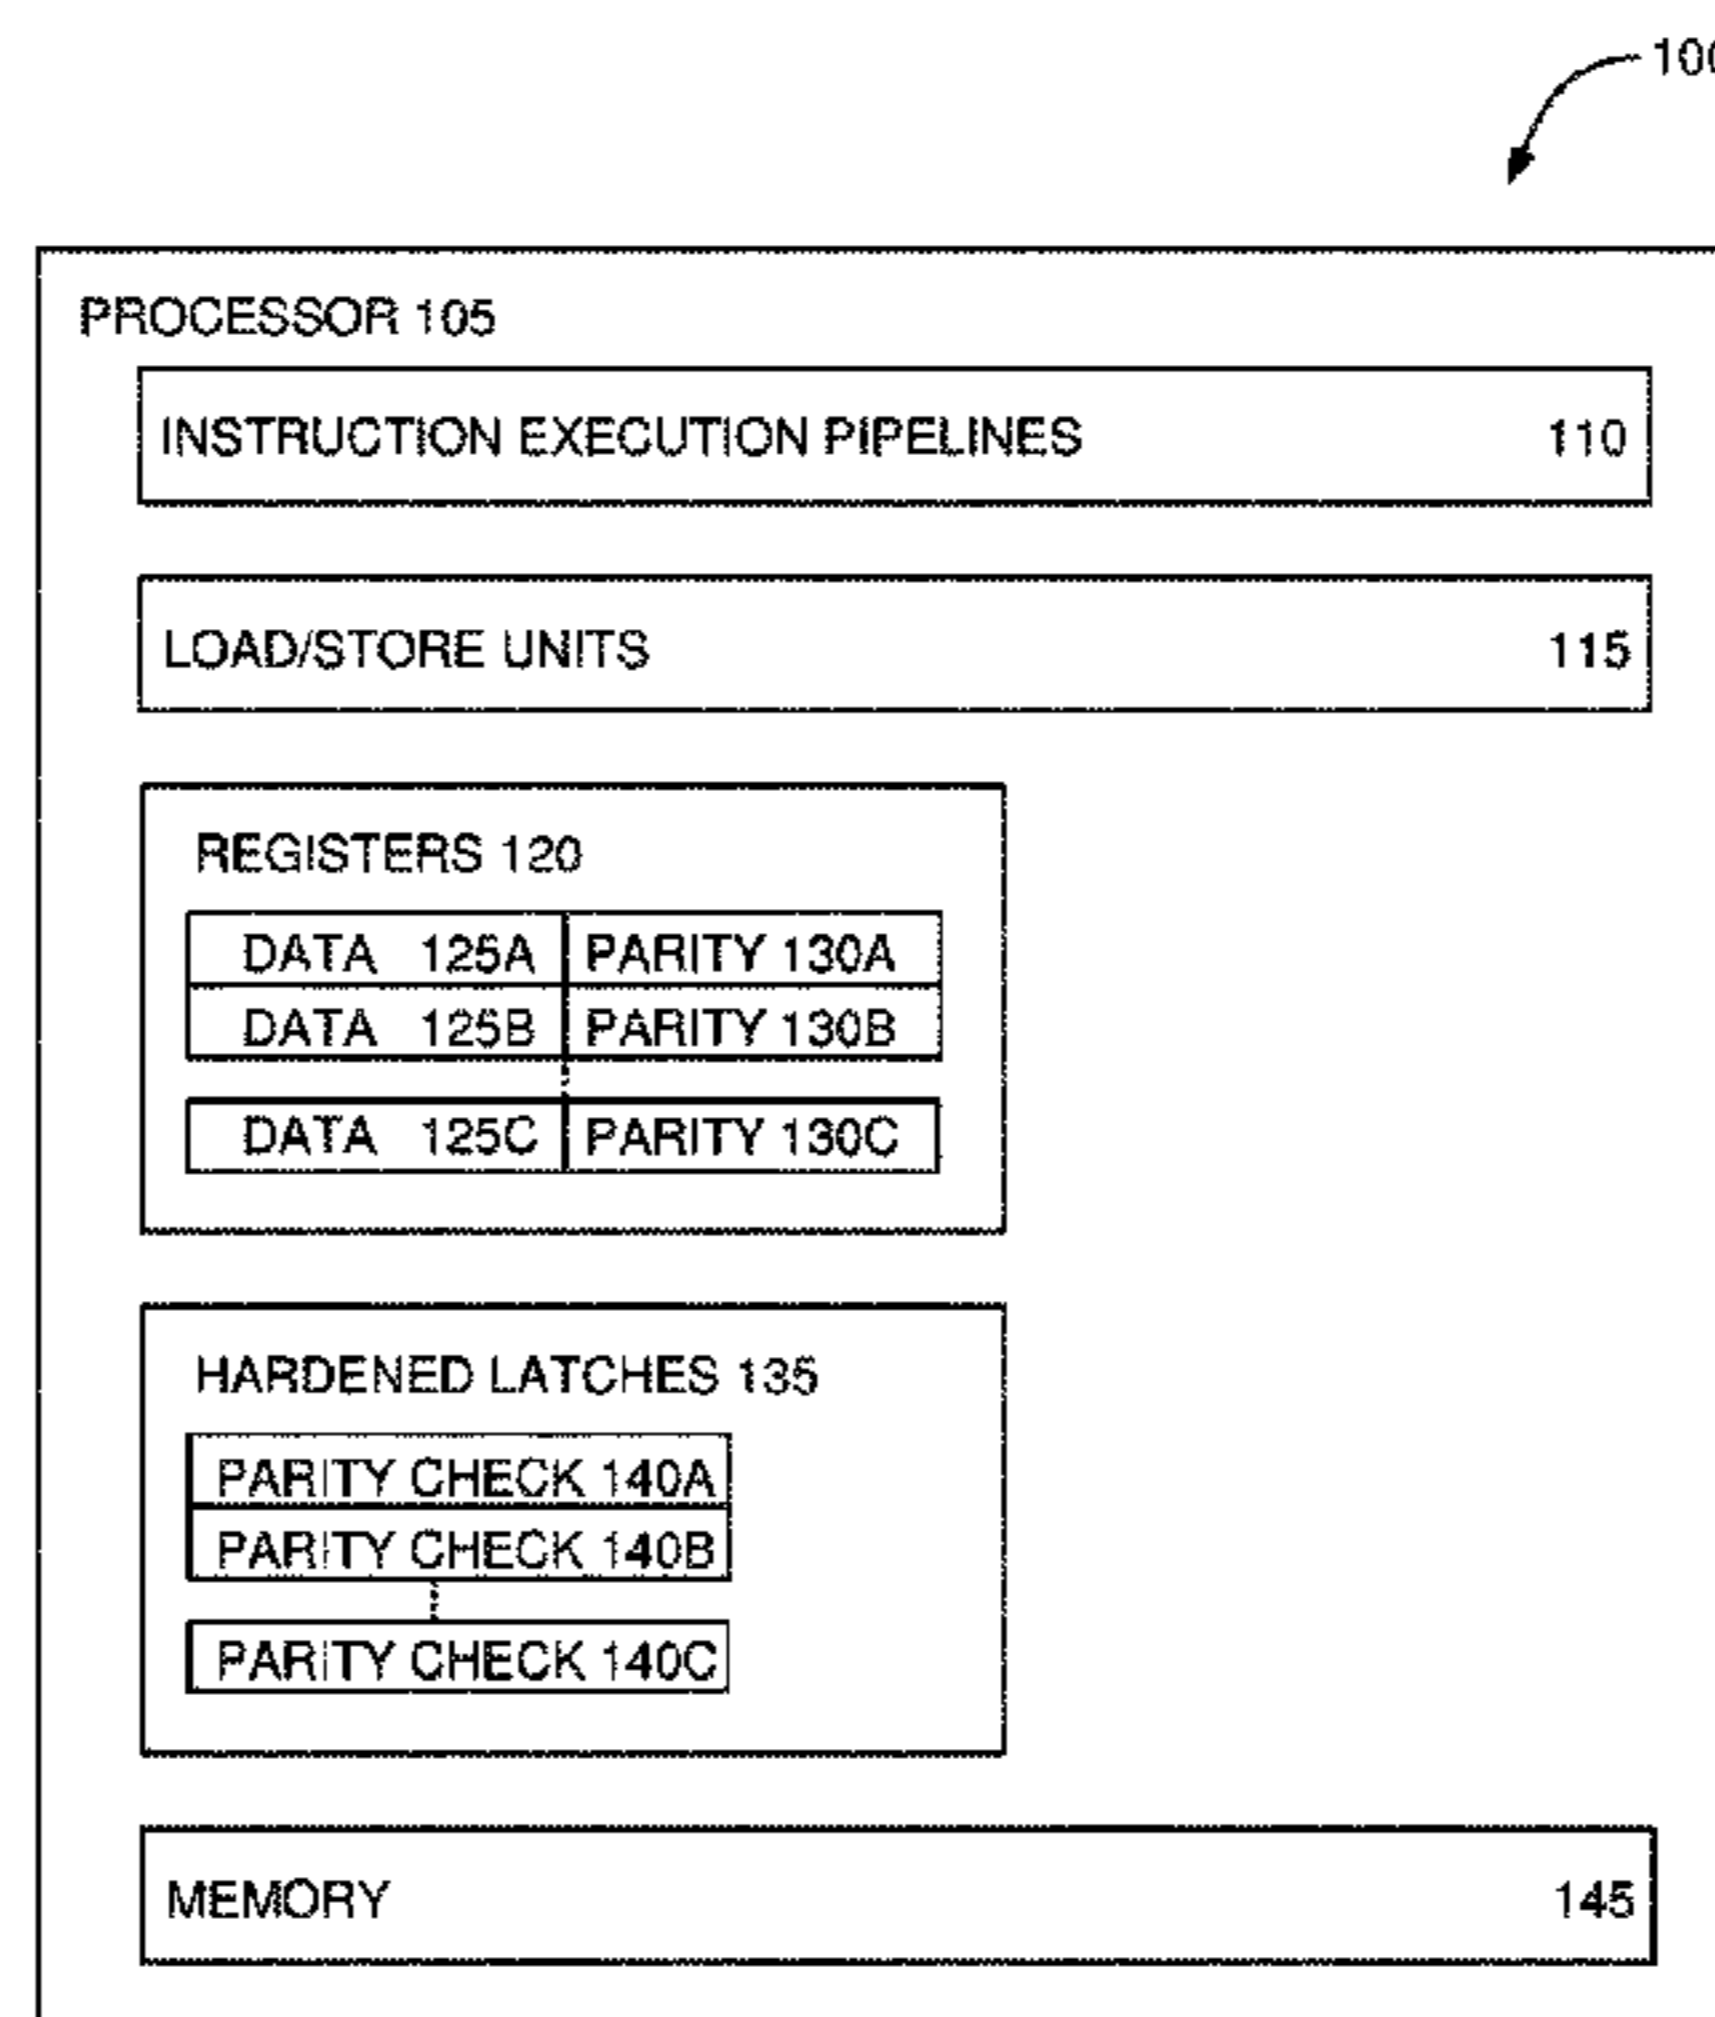 PROCESSOR 105
INSTRUCTION EXECUTION PIPELINES 110
LOAD/STORE UNITS 115
REGISTERS 120
DATA 125A PARITY 130A
DATA 125B PARITY 130B
DATA 125C PARITY 130C
HARDENED LATCHES 135
PARITY CHECK 140A
PARITY CHECK 140B
PARITY CHECK 140C
MEMORY 145